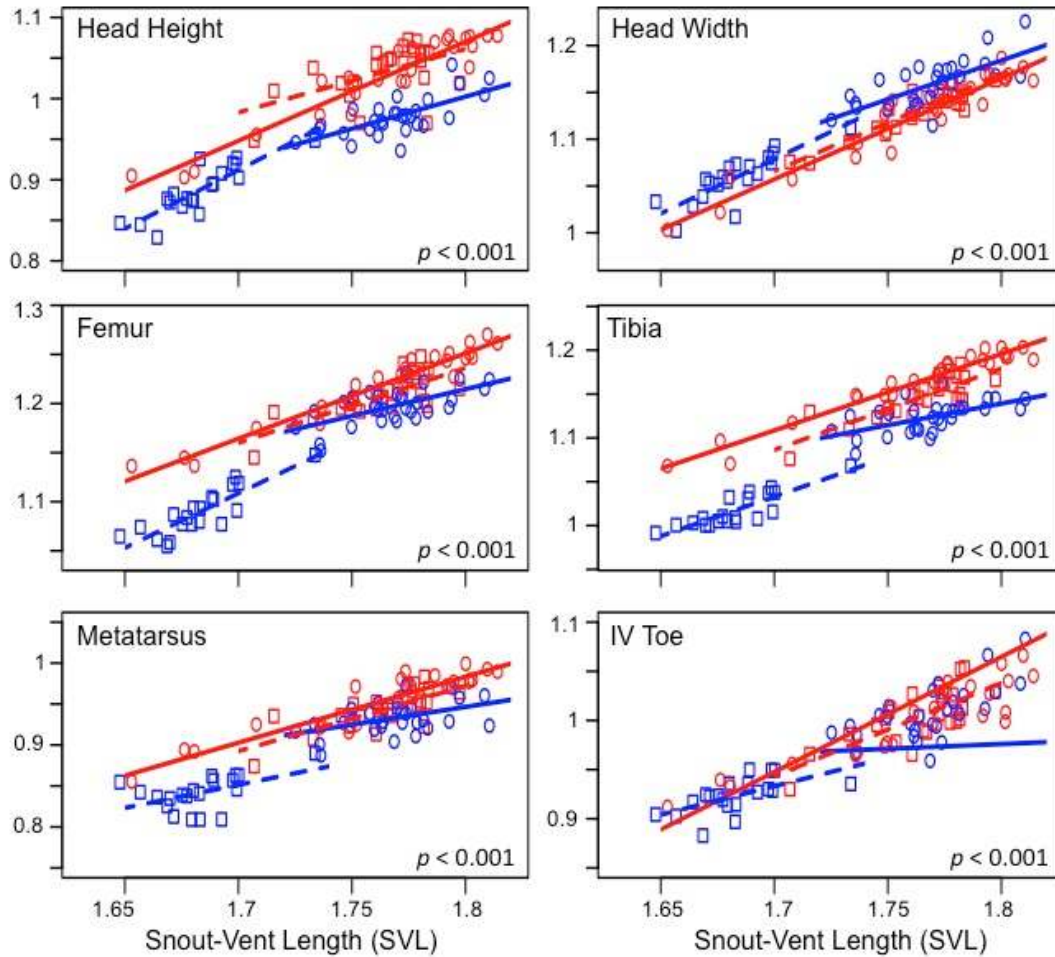 Head Height
1.1
1
0.9
0.8
p < 0.001
Head Width
1.2
1.1
1
p < 0.001
Femur
1.3
1.2
1.1
p < 0.001
Tibia
1.2
1.1
1
p < 0.001
Metatarsus
1
0.9
0.8
p < 0.001
1.65 1.7 1.75 1.8
Snout-Vent Length (SVL)
IV Toe
1.1
1
0.9
p < 0.001
1.65 1.7 1.75 1.8
Snout-Vent Length (SVL)